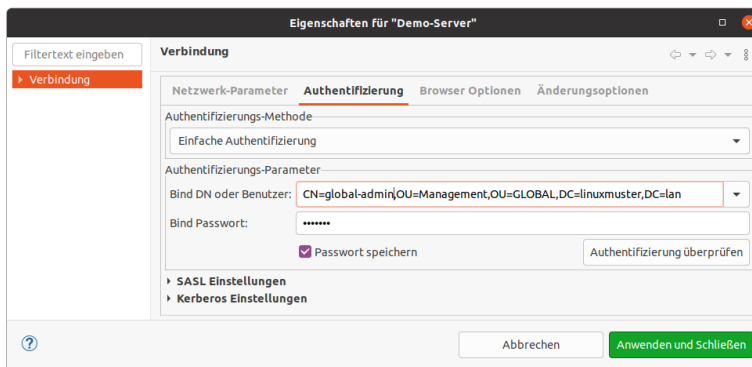 Eigenschaften für "Demo-Server"
Filtertext eingeben
Verbindung
Verbindung
Netzwerk-Parameter Authentifizierung Browser Optionen Änderungsoptionen
Authentifizierungs-Methode
Einfache Authentifizierung
Authentifizierungs-Parameter
Bind DN oder Benutzer: CN=global-admin,OU=Management,OU=GLOBAL,DC=linuxmuster,DC=lan
Bind Passwort: •••••••
Passwort speichern Authentifizierung überprüfen
SASL Einstellungen
Kerberos Einstellungen
Abbrechen Anwenden und Schließen